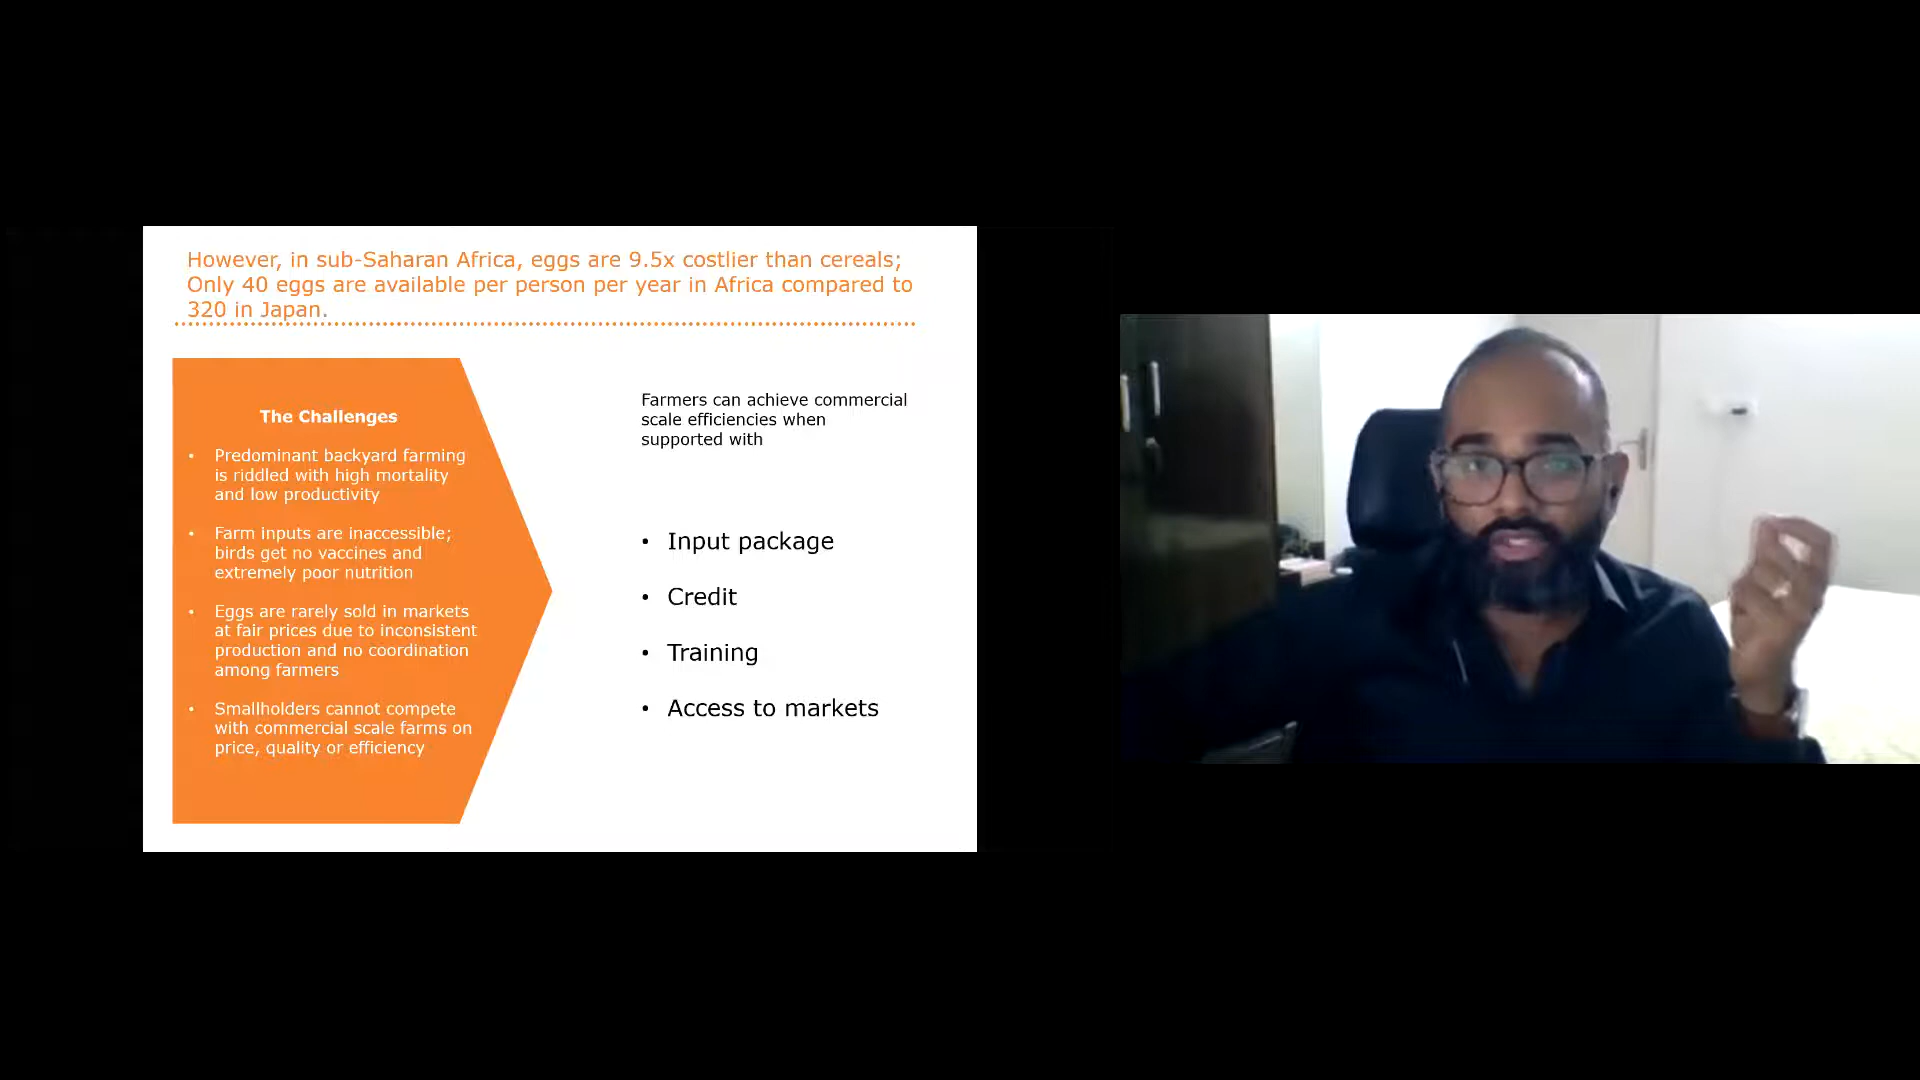 However, in sub-Saharan Africa, eggs are 9.5x costlier than cereals;
Only 40 eggs are available per person per year in Africa compared to
320 in Japan.
The Challenges
• Predominant backyard farming
is riddled with high mortality
and low productivity
• Farm inputs are inaccessible;
birds get no vaccines and
extremely poor nutrition
• Eggs are rarely sold in markets
at fair prices due to inconsistent
production and no coordination
among farmers
• Smallholders cannot compete
with commercial scale farms on
price, quality or efficiency
Farmers can achieve commercial
scale efficiencies when
supported with
• Input package
• Credit
• Training
• Access to markets